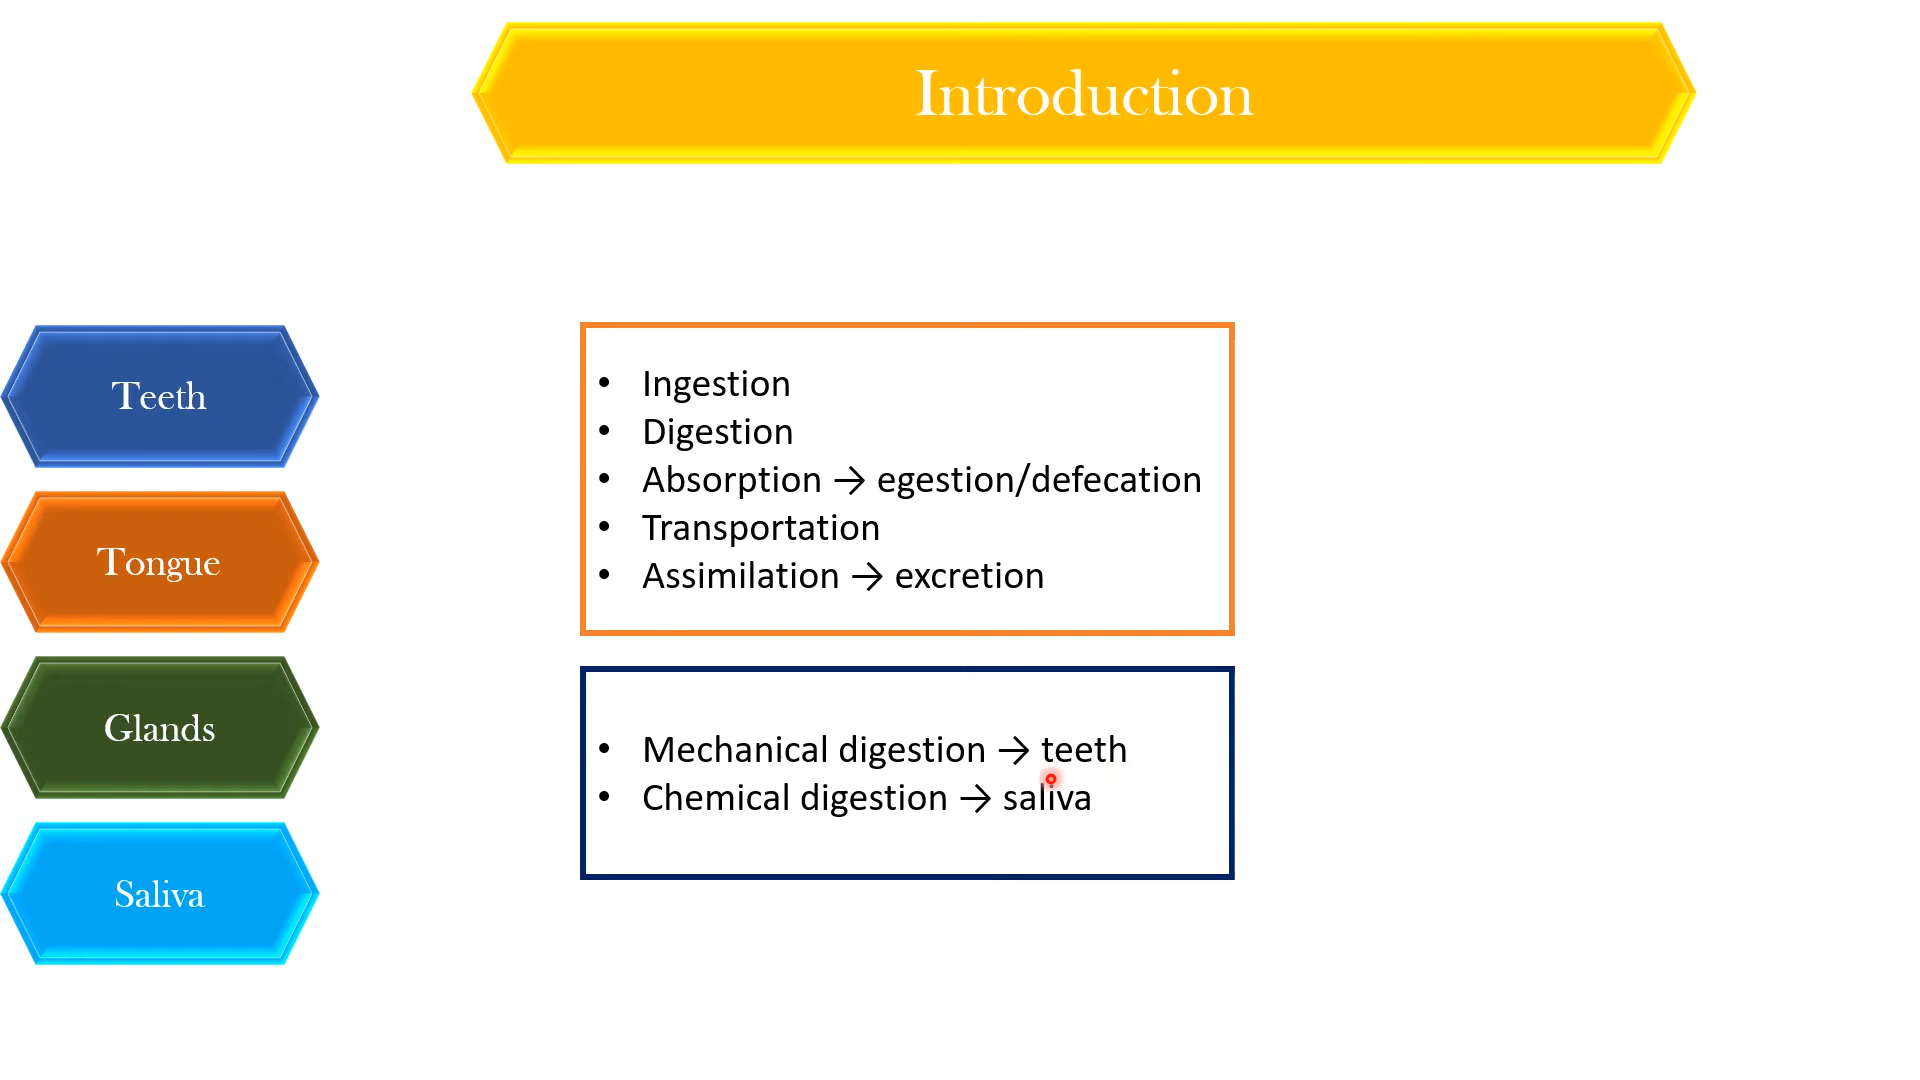 Introduction
Teeth
Tongue
Glands
Saliva
• Ingestion
• Digestion
• Absorption → egestion/defecation
• Transportation
• Assimilation → excretion
• Mechanical digestion → teeth
• Chemical digestion → saliva